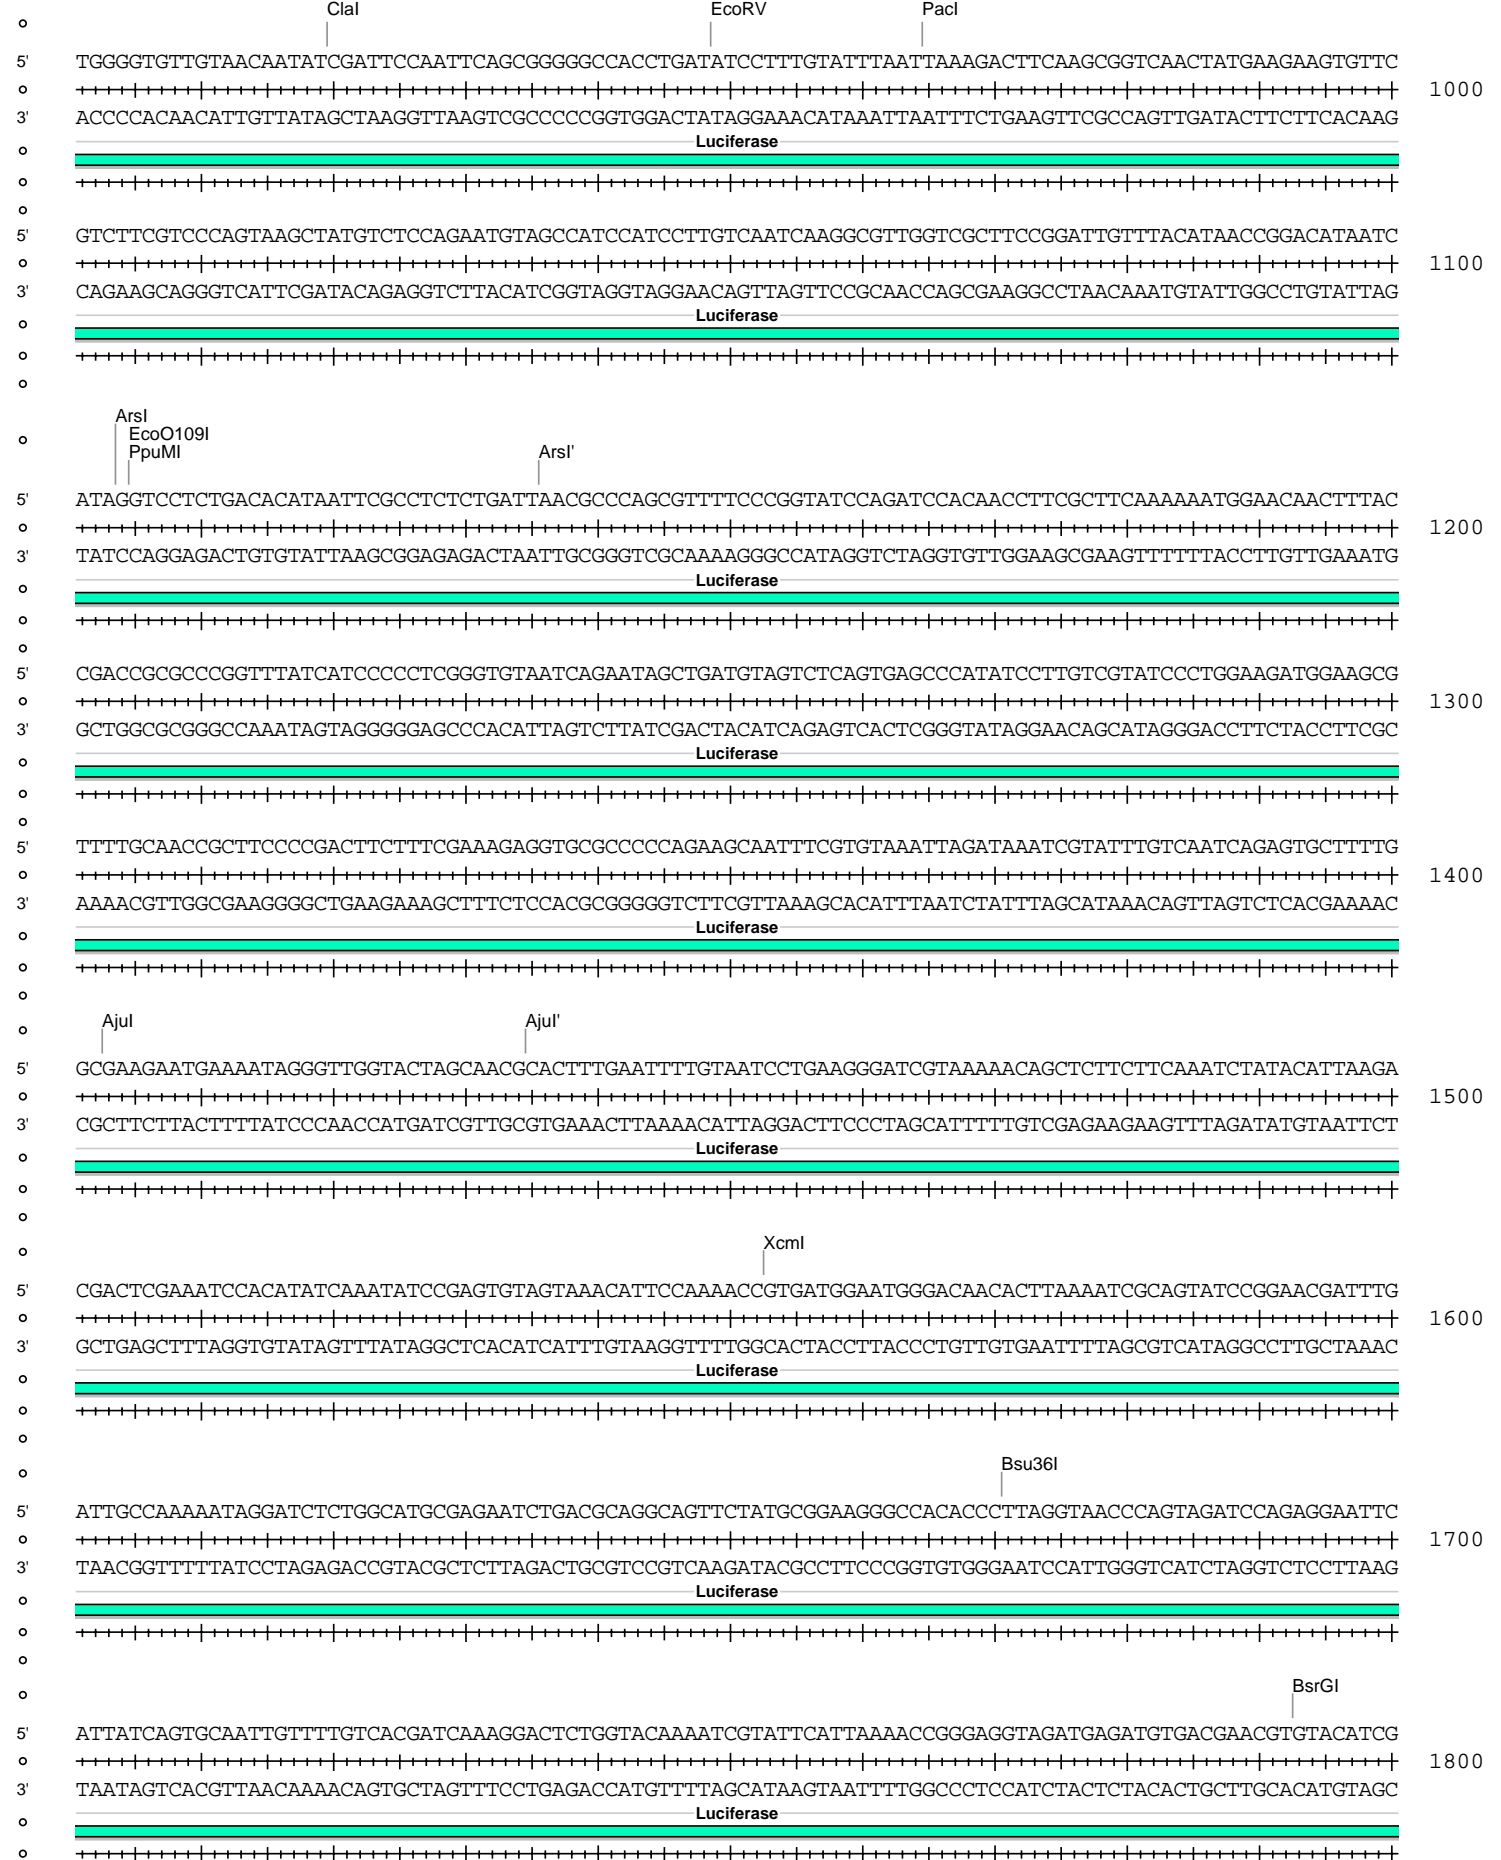 ClaI EcoRV PacI
5' TGGGGTGTTGTAACAATATCGATTCCAATTCAGCGGGGGCCACCTGATATCCTTTGTATTTAATTAAAGACTTCAAGCGGTCAACTATGAAGAAGTGTTC
1000
3' ACCCCACAACATTGTTATAGCTAAGGTTAAGTCGCCCCCGGTGGACTATAGGAAACATAAATTAATTTCTGAAGTTCGCCAGTTGATACTTCTTCACAAG
Luciferase
5' GTCTTCGTCCCAGTAAGCTATGTCTCCAGAATGTAGCCATCCATCCTTGTCAATCAAGGCGTTGGTCGCTTCCGGATTGTTTACATAACCGGACATAATC
1100
3' CAGAAGCAGGGTCATTCGATACAGAGGTCTTACATCGGTAGGTAGGAACAGTTAGTTCCGCAACCAGCGAAGGCCTAACAAATGTATTGGCCTGTATTAG
Luciferase
ArsI
EcoO109I
PpuMI ArsI'
5' ATAGGTCCTCTGACACATAATTCGCCTCTCTGATTAACGCCCAGCGTTTTCCCGGTATCCAGATCCACAACCTTCGCTTCAAAAAATGGAACAACTTTAC
1200
3' TATCCAGGAGACTGTGTATTAAGCGGAGAGACTAATTGCGGGTCGCAAAAGGGCCATAGGTCTAGGTGTTGGAAGCGAAGTTTTTTACCTTGTTGAAATG
Luciferase
5' CGACCGCGCCCGGTTTATCATCCCCCTCGGGTGTAATCAGAATAGCTGATGTAGTCTCAGTGAGCCCATATCCTTGTCGTATCCCTGGAAGATGGAAGCG
1300
3' GCTGGCGCGGGCCAAATAGTAGGGGGAGCCCACATTAGTCTTATCGACTACATCAGAGTCACTCGGGTATAGGAACAGCATAGGGACCTTCTACCTTCGC
Luciferase
5' TTTTGCAACCGCTTCCCCGACTTCTTTCGAAAGAGGTGCGCCCCCAGAAGCAATTTCGTGTAAATTAGATAAATCGTATTTGTCAATCAGAGTGCTTTTG
1400
3' AAAACGTTGGCGAAGGGGCTGAAGAAAGCTTTCTCCACGCGGGGGTCTTCGTTAAAGCACATTTAATCTATTTAGCATAAACAGTTAGTCTCACGAAAAC
Luciferase
AjuI AjuI'
5' GCGAAGAATGAAAATAGGGTTGGTACTAGCAACGCACTTTGAATTTTGTAATCCTGAAGGGATCGTAAAAACAGCTCTTCTTCAAATCTATACATTAAGA
1500
3' CGCTTCTTACTTTTATCCCAACCATGATCGTTGCGTGAAACTTAAAACATTAGGACTTCCCTAGCATTTTTGTCGAGAAGAAGTTTAGATATGTAATTCT
Luciferase
XcmI
5' CGACTCGAAATCCACATATCAAATATCCGAGTGTAGTAAACATTCCAAAACCGTGATGGAATGGGACAACACTTAAAATCGCAGTATCCGGAACGATTTG
1600
3' GCTGAGCTTTAGGTGTATAGTTTATAGGCTCACATCATTTGTAAGGTTTTGGCACTACCTTACCCTGTTGTGAATTTTAGCGTCATAGGCCTTGCTAAAC
Luciferase
Bsu36I
5' ATTGCCAAAAATAGGATCTCTGGCATGCGAGAATCTGACGCAGGCAGTTCTATGCGGAAGGGCCACACCCTTAGGTAACCCAGTAGATCCAGAGGAATTC
1700
3' TAACGGTTTTTATCCTAGAGACCGTACGCTCTTAGACTGCGTCCGTCAAGATACGCCTTCCCGGTGTGGGAATCCATTGGGTCATCTAGGTCTCCTTAAG
Luciferase
BsrGI
5' ATTATCAGTGCAATTGTTTTGTCACGATCAAAGGACTCTGGTACAAAATCGTATTCATTAAAACCGGGAGGTAGATGAGATGTGACGAACGTGTACATCG
1800
3' TAATAGTCACGTTAACAAAACAGTGCTAGTTTCCTGAGACCATGTTTTAGCATAAGTAATTTTGGCCCTCCATCTACTCTACACTGCTTGCACATGTAGC
Luciferase